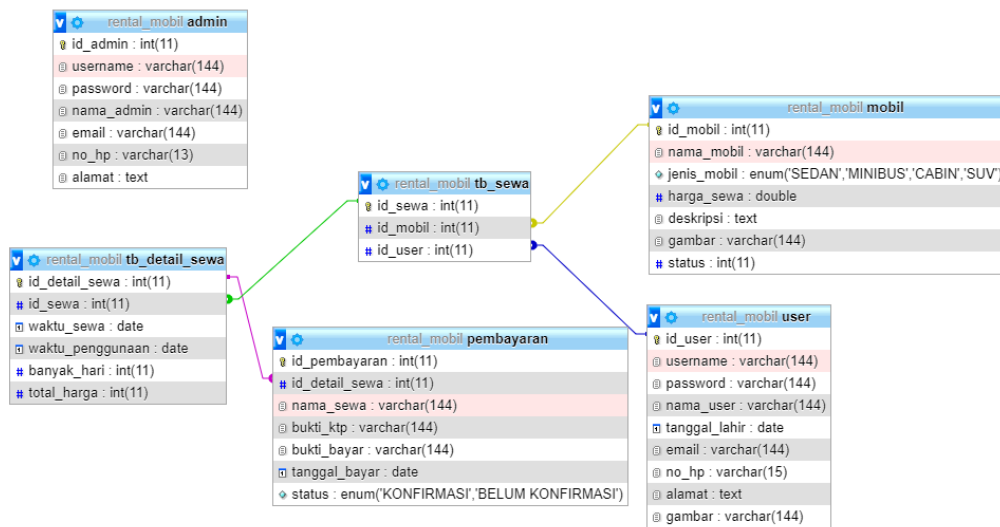 rental_mobil admin
id_admin : int(11)
username : varchar(144)
password : varchar(144)
nama_admin : varchar(144)
email : varchar(144)
no_hp : varchar(13)
alamat : text
rental_mobil mobil
id_mobil : int(11)
nama_mobil : varchar(144)
jenis_mobil : enum('SEDAN','MINIBUS','CABIN','SUV')
harga_sewa : double
deskripsi : text
gambar : varchar(144)
status : int(11)
rental_mobil tb_sewa
id_sewa : int(11)
id_mobil : int(11)
id_user : int(11)
rental_mobil tb_detail_sewa
id_detail_sewa : int(11)
id_sewa : int(11)
waktu_sewa : date
waktu_penggunaan : date
banyak_hari : int(11)
total_harga : int(11)
rental_mobil pembayaran
id_pembayaran : int(11)
id_detail_sewa : int(11)
nama_sewa : varchar(144)
bukti_ktp : varchar(144)
bukti_bayar : varchar(144)
tanggal_bayar : date
status : enum('KONFIRMASI','BELUM KONFIRMASI')
rental_mobil user
id_user : int(11)
username : varchar(144)
password : varchar(144)
nama_user : varchar(144)
tanggal_lahir : date
email : varchar(144)
no_hp : varchar(15)
alamat : text
gambar : varchar(144)